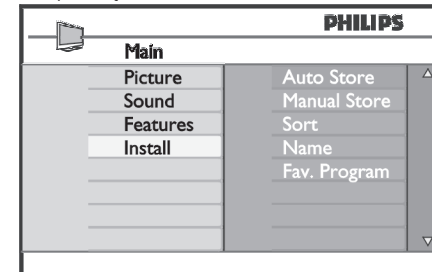 PHILIPS
Main
Picture
Sound
Features
Install
Auto Store
Manual Store
Sort
Name
Fav. Program